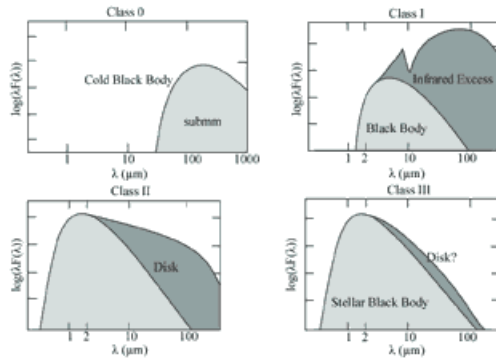 Class 0
log(λF(λ))
Cold Black Body
submm
1
10
100
1000
λ (μm)
Class I
log(λF(λ))
Infrared Excess
Black Body
1 2
10
100
λ (μm)
Class II
log(λF(λ))
Disk
1 2
10
100
λ (μm)
Class III
log(λF(λ))
Disk?
Stellar Black Body
1 2
10
100
λ (μm)